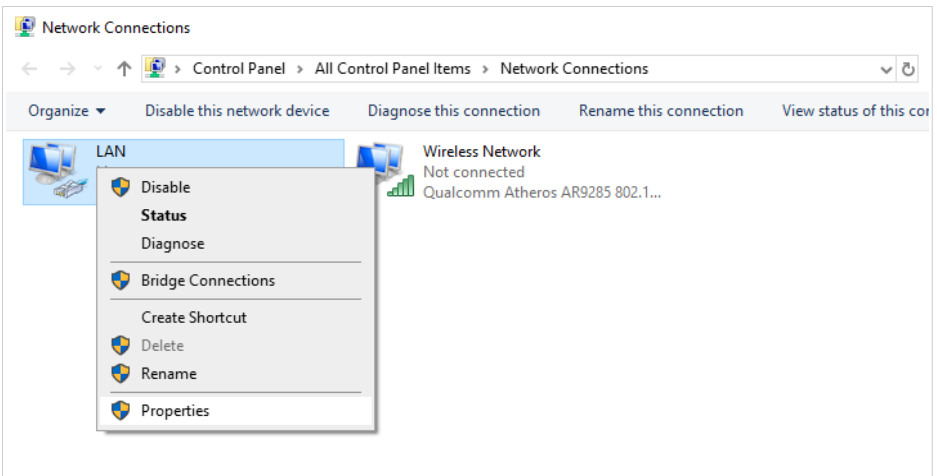 Network Connections
Control Panel > All Control Panel Items > Network Connections
Organize Disable this network device Diagnose this connection Rename this connection View status of this
LAN
Wireless Network
Not connected
Qualcomm Atheros AR9285 802.1...
Disable
Status
Diagnose
Bridge Connections
Create Shortcut
Delete
Rename
Properties